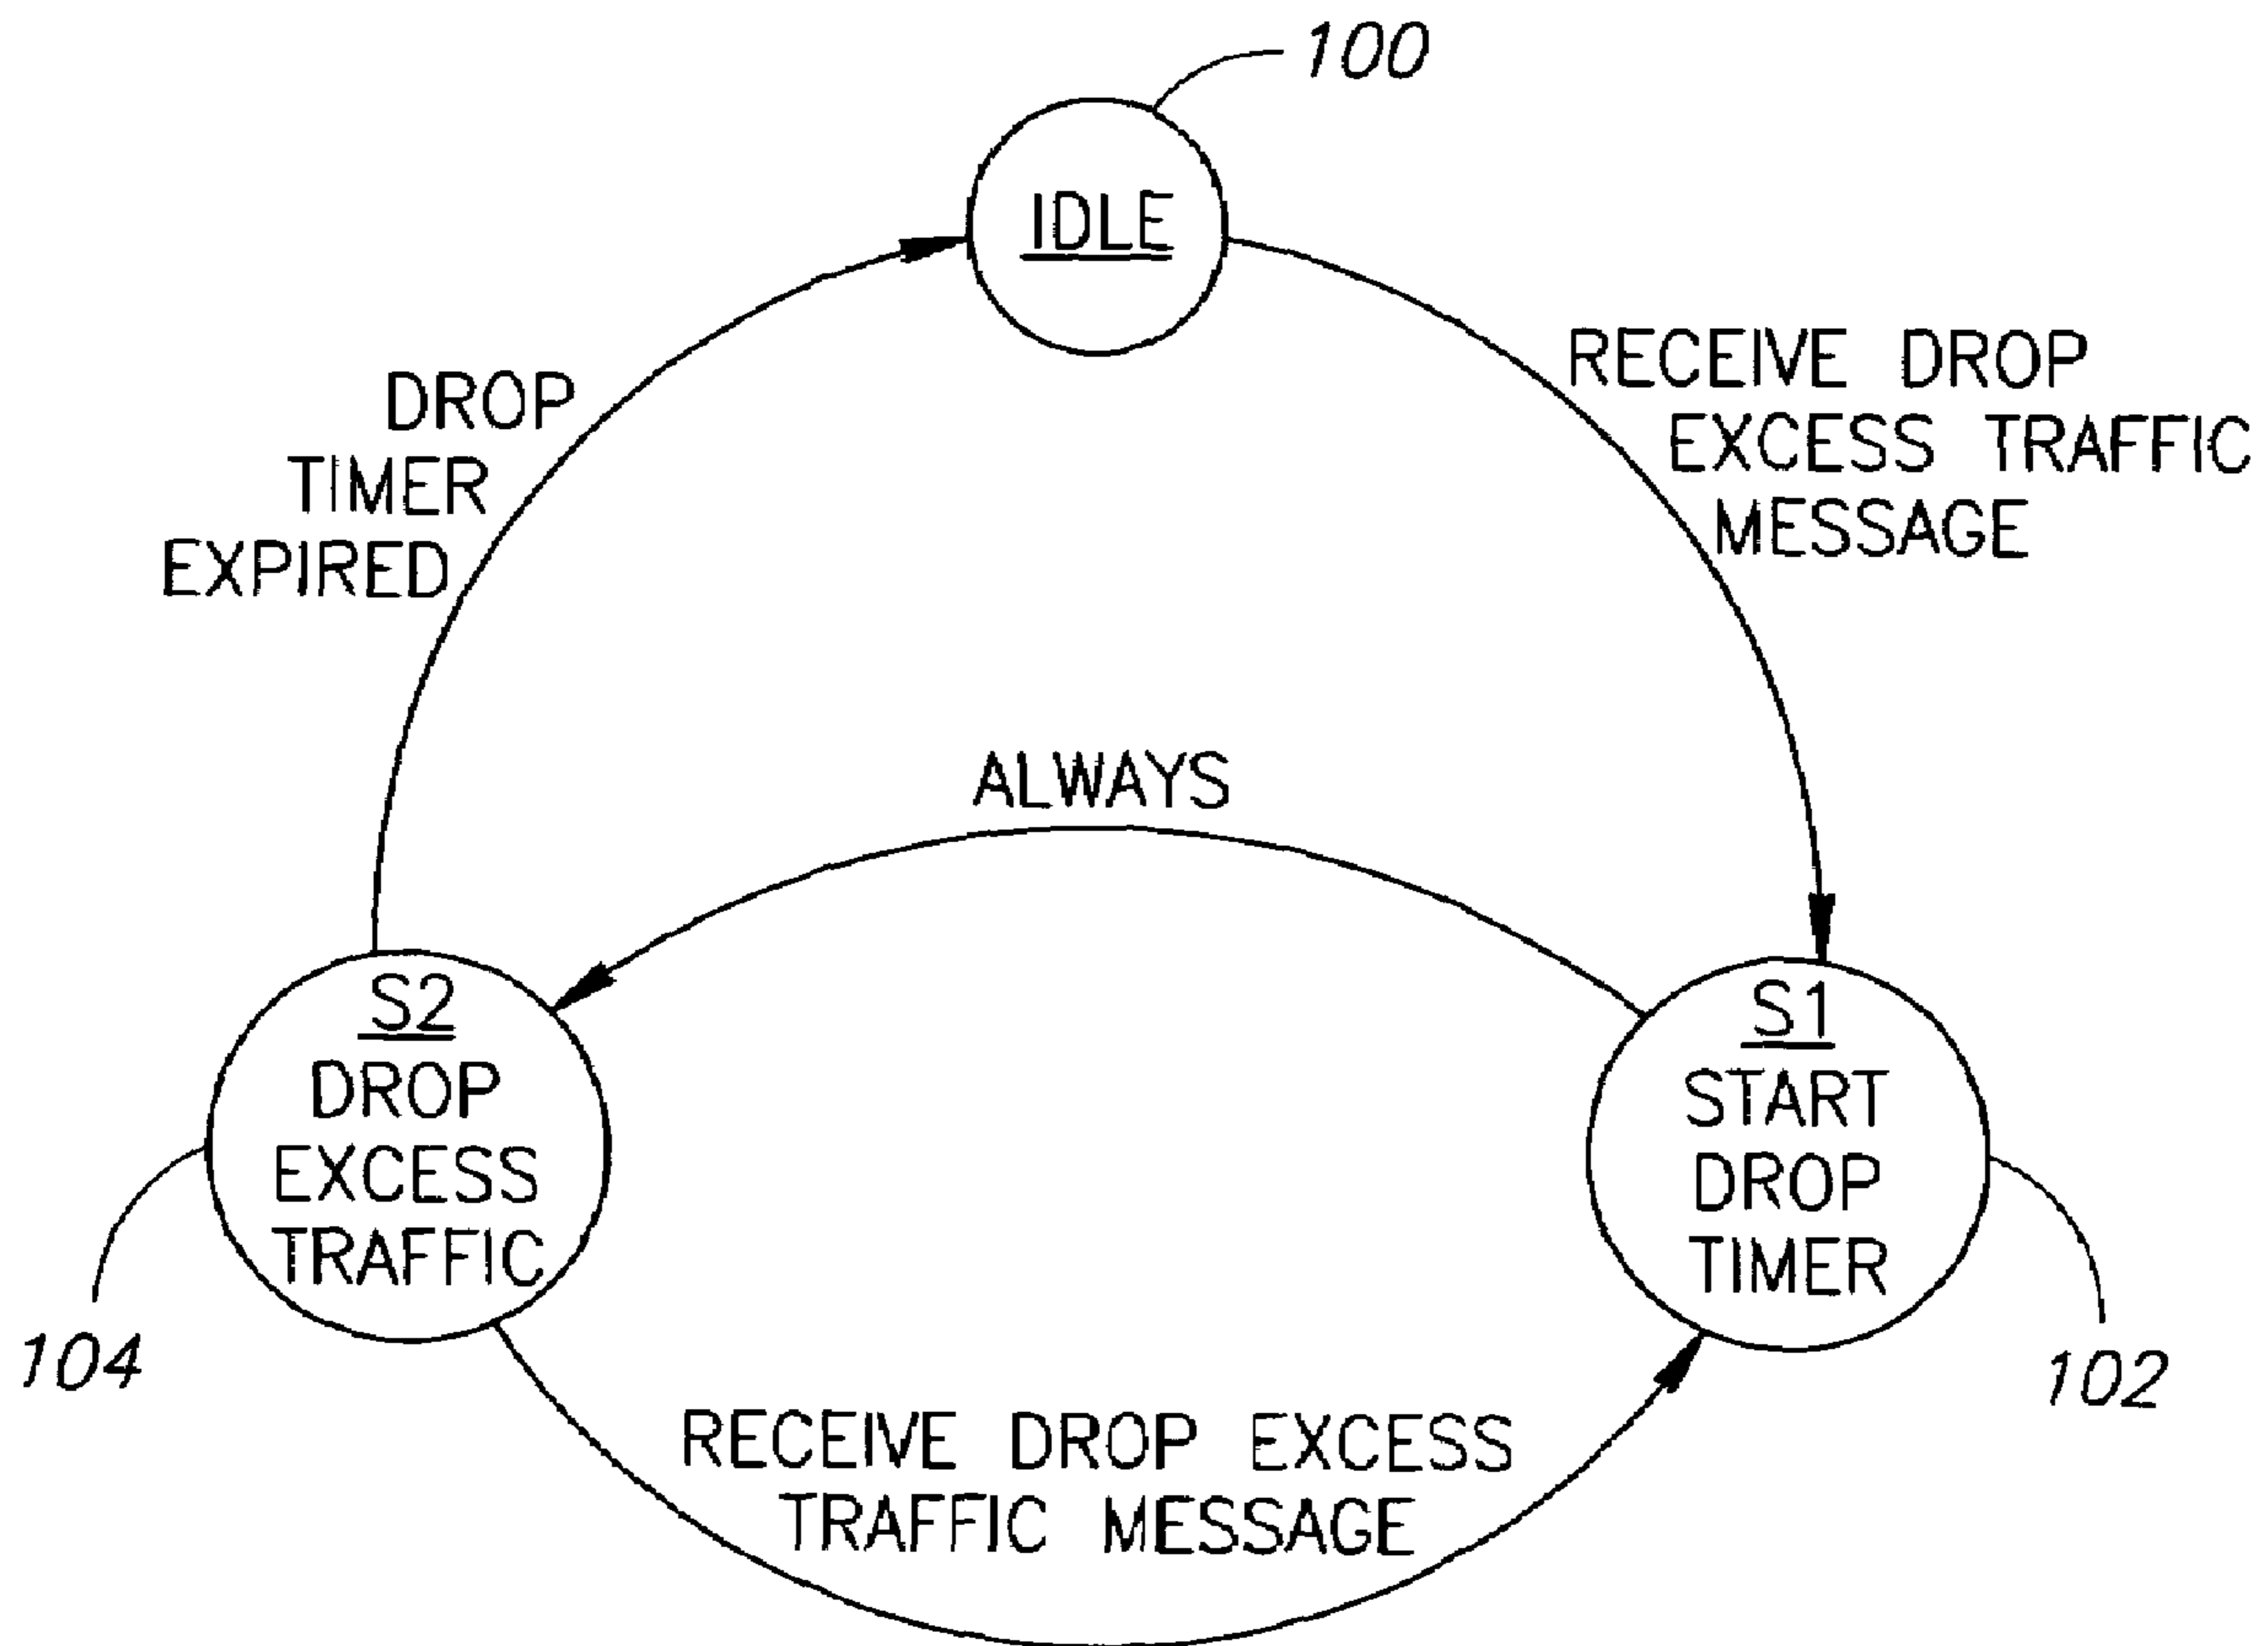 100
IDLE
RECEIVE DROP
EXCESS TRAFFIC
MESSAGE
DROP
TIMER
EXPIRED
ALWAYS
S2
DROP
EXCESS
TRAFFIC
S1
START
DROP
TIMER
104
102
RECEIVE DROP EXCESS
TRAFFIC MESSAGE